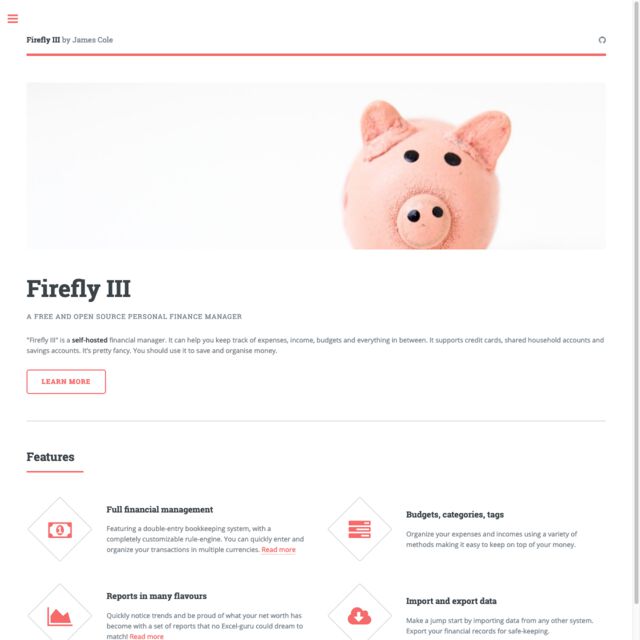 Firefly III by James Cole
Firefly III
A FREE AND OPEN SOURCE PERSONAL FINANCE MANAGER
"Firefly III" is a self-hosted financial manager. It can help you keep track of expenses, income, budgets and everything in between. It supports credit cards, shared household accounts and
savings accounts. It's pretty fancy. You should use it to save and organise money.
LEARN MORE
Features
Full financial management
Featuring a double-entry bookkeeping system, with a
completely customizable rule-engine. You can quickly enter and
organize your transactions in multiple currencies. Read more
Budgets, categories, tags
Organize your expenses and incomes using a variety of
methods making it easy to keep on top of your money.
Reports in many flavours
Quickly notice trends and be proud of what your net worth has
become with a set of reports that no Excel-guru could dream to
match! Read more
Import and export data
Make a jump start by importing data from any other system.
Export your financial records for safe-keeping.